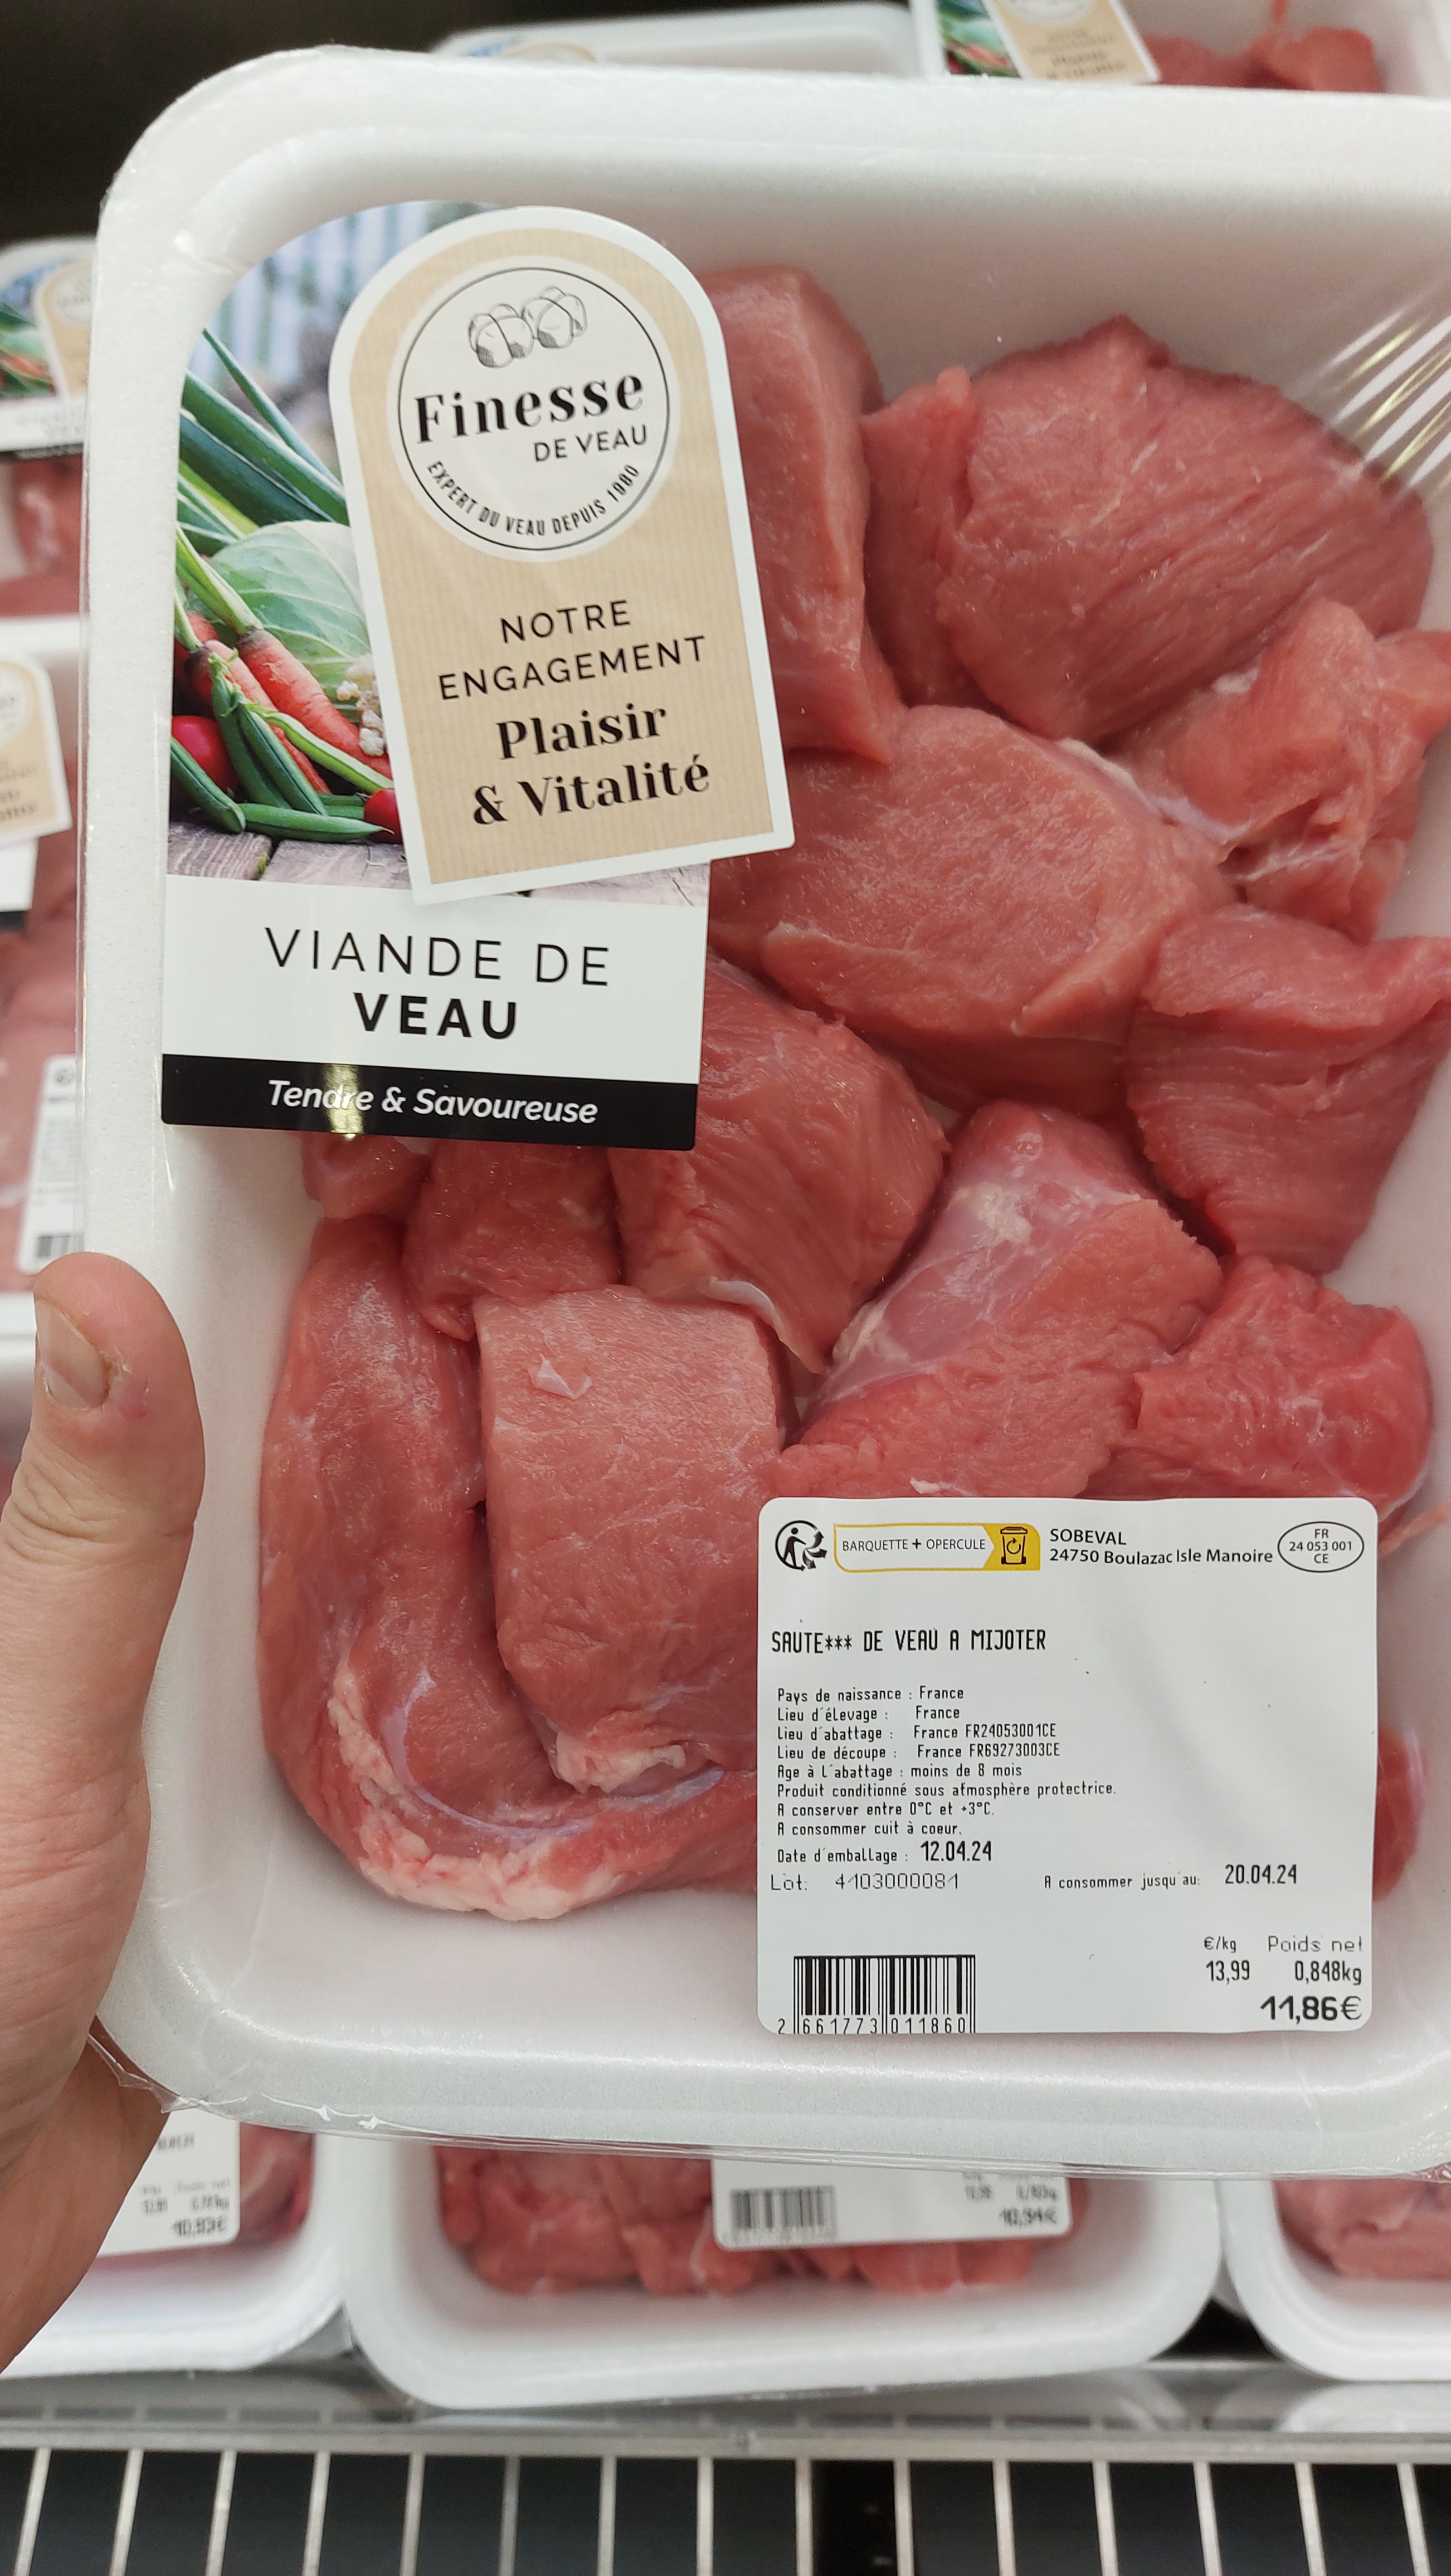 Finesse
DE VEAU
EXPERT DU VEAU DEPUIS 1980
NOTRE
ENGAGEMENT
Plaisir
& Vitalité
VIANDE DE
VEAU
Tendre & Savoureuse
BARQUETTE + OPERCULE
SOBEVAL
24750 Boulazac Isle Manoire
FR
24 053 001
CE
SAUTE*** DE VEAU A MIJOTER
Pays de naissance : France
Lieu d'élevage : France
Lieu d'abattage : France FR24053001CE
Lieu de découpe : France FR69273003CE
Age à l'abattage : moins de 8 mois
Produit conditionné sous atmosphère protectrice.
A conserver entre 0°C et +3°C.
A consommer cuit à coeur.
Date d'emballage : 12.04.24
Lot: 4103000081 A consommer jusqu'au: 20.04.24
€/kg Poids net
13,99 0,848kg
11,86€
2 661773 011860
10,94€